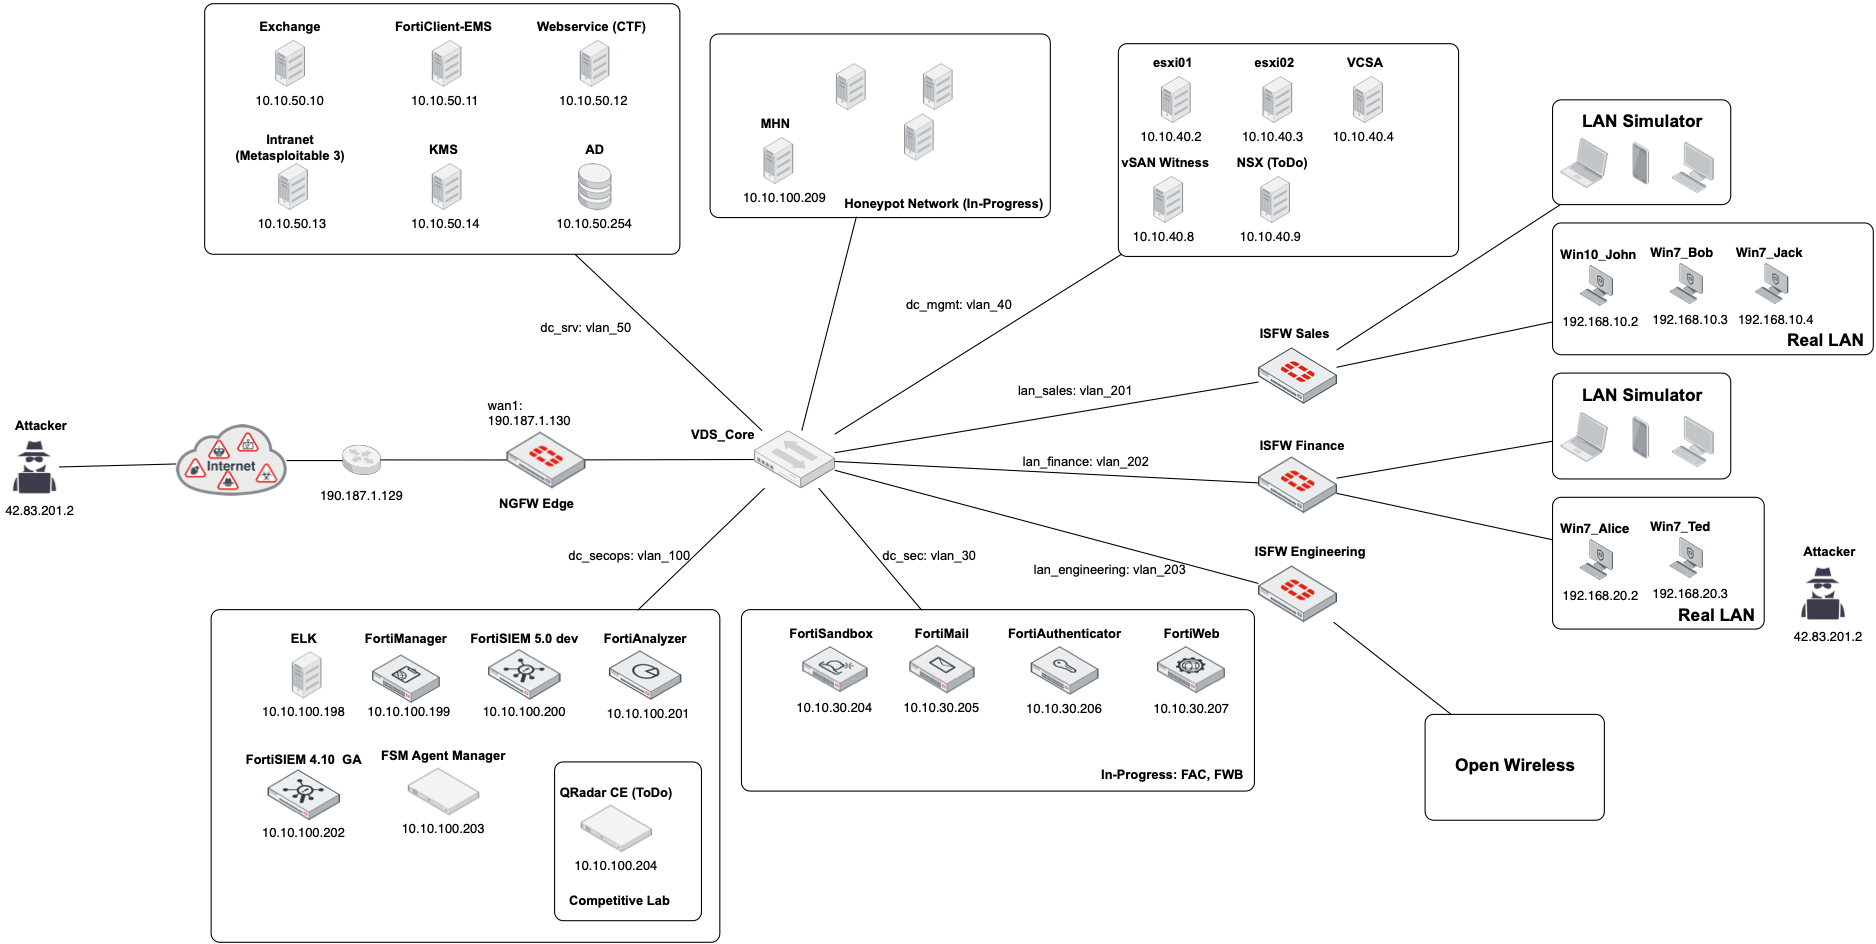 Exchange
10.10.50.10
FortiClient-EMS
10.10.50.11
Webservice (CTF)
10.10.50.12
Intranet
(Metasploitable 3)
10.10.50.13
KMS
10.10.50.14
AD
10.10.50.254
MHN
10.10.100.209
Honeypot Network (In-Progress)
esxi01
10.10.40.2
esxi02
10.10.40.3
VCSA
10.10.40.4
vSAN Witness
10.10.40.8
NSX (ToDo)
10.10.40.9
LAN Simulator
Win10_John
192.168.10.2
Win7_Bob
192.168.10.3
Win7_Jack
192.168.10.4
Real LAN
dc_srv: vlan_50
dc_mgmt: vlan_40
ISFW Sales
lan_sales: vlan_201
LAN Simulator
Attacker
42.83.201.2
Internet
190.187.1.129
wan1:
190.187.1.130
NGFW Edge
VDS_Core
lan_finance: vlan_202
ISFW Finance
Win7_Alice
192.168.20.2
Win7_Ted
192.168.20.3
Real LAN
Attacker
42.83.201.2
dc_secops: vlan_100
dc_sec: vlan_30
lan_engineering: vlan_203
ISFW Engineering
ELK
10.10.100.198
FortiManager
10.10.100.199
FortiSIEM 5.0 dev
10.10.100.200
FortiAnalyzer
10.10.100.201
FortiSIEM 4.10  GA
10.10.100.202
FSM Agent Manager
10.10.100.203
QRadar CE (ToDo)
10.10.100.204
Competitive Lab
FortiSandbox
10.10.30.204
FortiMail
10.10.30.205
FortiAuthenticator
10.10.30.206
FortiWeb
10.10.30.207
In-Progress: FAC, FWB
Open Wireless